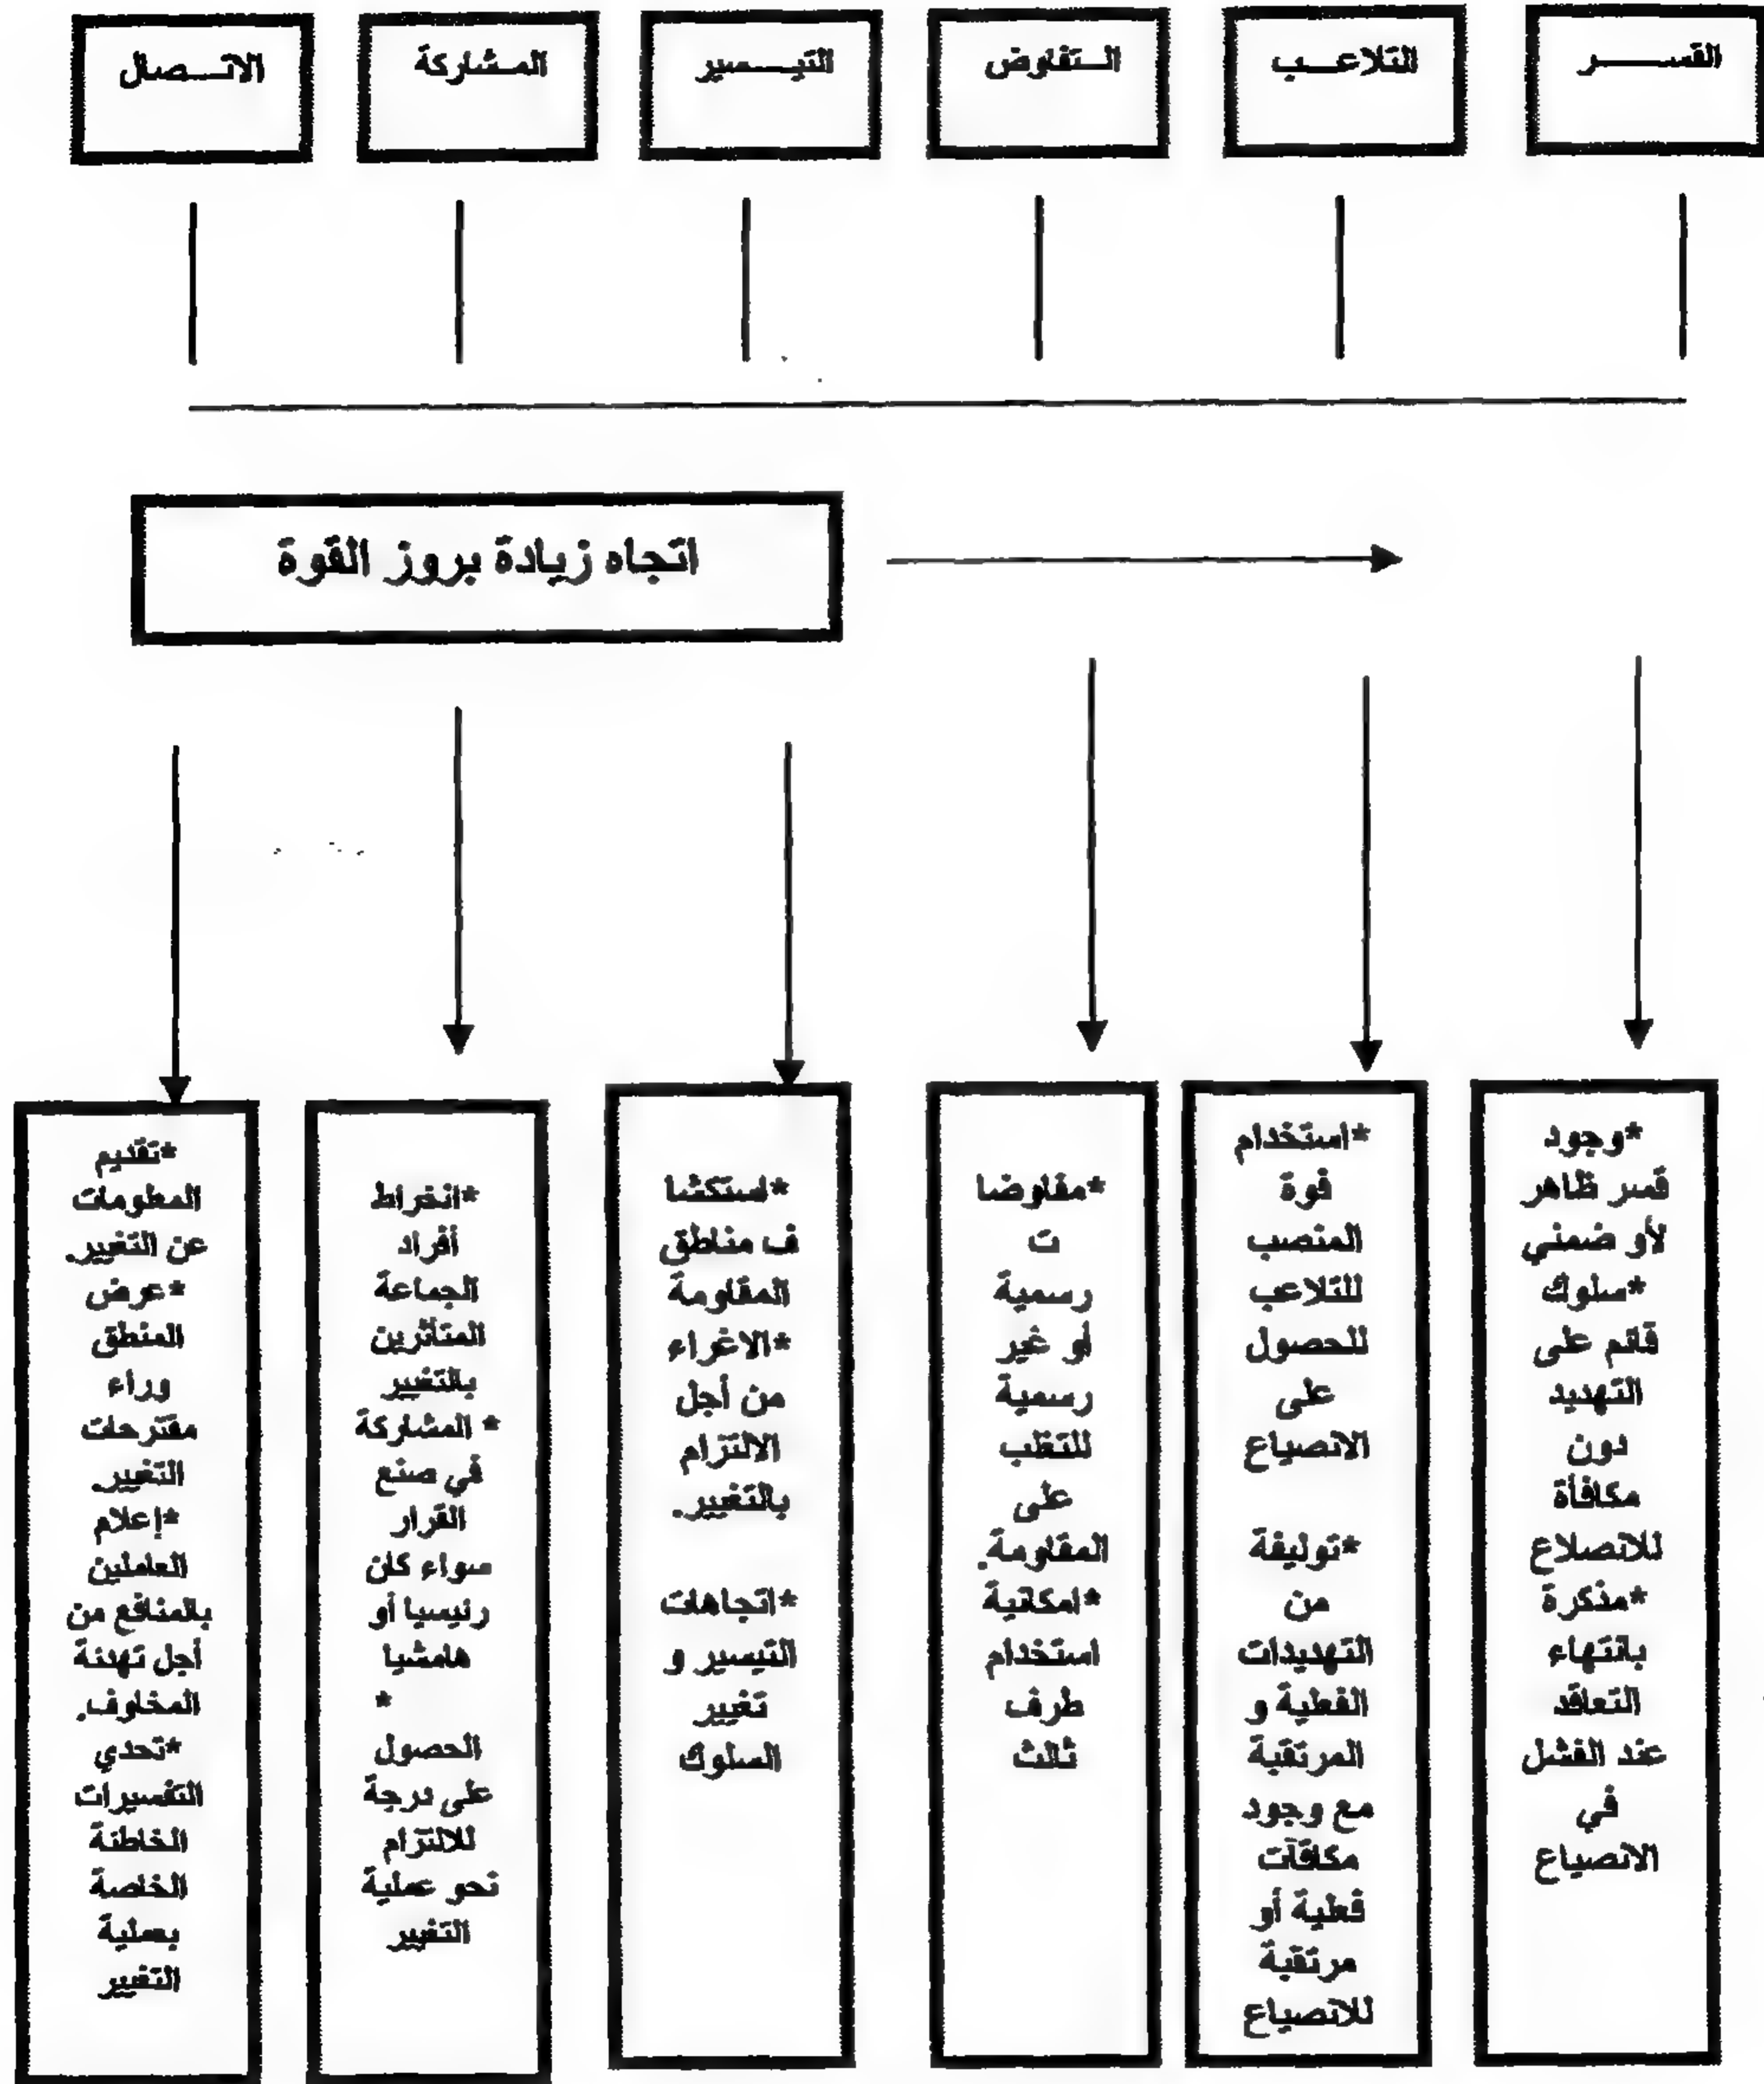 القســـــر
التلاعـــب
الـتفاوض
التيـــسير
المـشاركة
الاتـــصال
اتجاه زيادة بروز القوة
*وجود
قسر ظاهر
لأو ضمني
*سلوك
قائم على
التهديد
دون
مكافأة
للانصلاع
*مذكرة
بانتهاء
التعاقد
عند الفشل
في
الانصياع
*استخدام
قوة
المنصب
للتلاعب
للحصول
على
الانصياع
*توليفة
من
التهديدات
الفعلية و
المرتقبة
مع وجود
مكافآت
فعلية أو
مرتقبة
للانصياع
*مفاوضا
ت
رسمية
أو غير
رسمية
للتغلب
على
المقاومة.
*امكانية
استخدام
طرف
ثالث
*استكشا
ف مناطق
المقاومة
*الاغراء
من أجل
الالتزام
بالتغيير.
*اتجاهات
التيسير و
تغيير
السلوك
*انخراط
أفراد
الجماعة
المتأثرين
بالتغيير
* المشاركة
في صنع
القرار
سواء كان
رئيسيا أو
هامشيا
*
الحصول
على درجة
للالتزام
نحو عملية
التغيير
*تقديم
المعلومات
عن التغيير.
*عرض
المنطق
وراء
مقترحات
التغيير.
*إعلام
العاملين
بالمنافع من
أجل تهدئة
المخاوف.
*تحدي
التفسيرات
الخاطئة
الخاصة
بعملية
التغيير